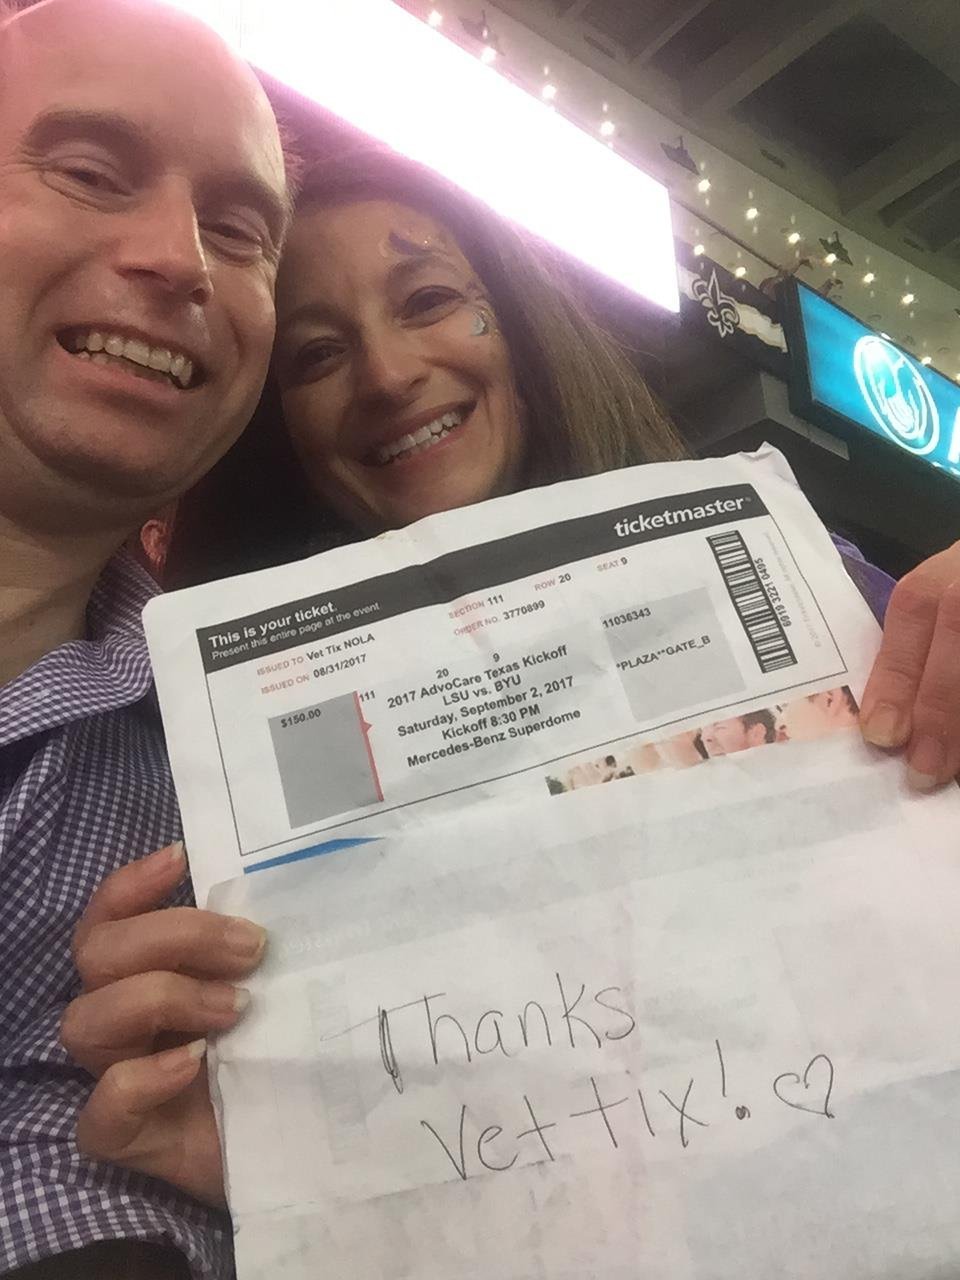 ticketmaster®
This is your ticket.
Present this entire page at the event
ISSUED TO Vet Tix NOLA
ISSUED ON 08/31/2017
SECTION 111 ROW 20 SEAT 9
ORDER NO. 3770899
$150.00
111 20 9
2017 AdvoCare Texas Kickoff
LSU vs. BYU
Saturday, September 2, 2017
Kickoff 8:30 PM
Mercedes-Benz Superdome
11036343
*PLAZA**GATE_B
Thanks
Vet tix! ♡